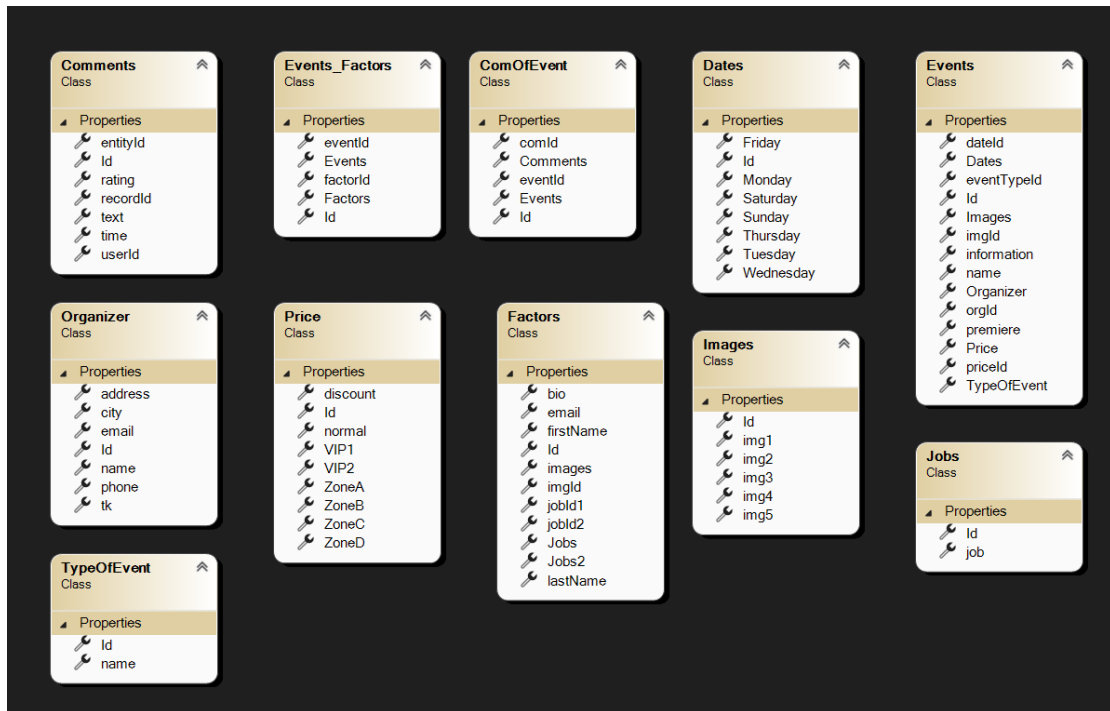 Comments
Class
Properties
entityId
Id
rating
recordId
text
time
userId
Events_Factors
Class
Properties
eventId
Events
factorId
Factors
Id
ComOfEvent
Class
Properties
comId
Comments
eventId
Events
Id
Dates
Class
Properties
Friday
Id
Monday
Saturday
Sunday
Thursday
Tuesday
Wednesday
Events
Class
Properties
dateId
Dates
eventTypeId
Id
Images
imgId
information
name
Organizer
orgId
premiere
Price
priceId
TypeOfEvent
Organizer
Class
Properties
address
city
email
Id
name
phone
tk
Price
Class
Properties
discount
Id
normal
VIP1
VIP2
ZoneA
ZoneB
ZoneC
ZoneD
Factors
Class
Properties
bio
email
firstName
Id
images
imgId
jobId1
jobId2
Jobs
Jobs2
lastName
Images
Class
Properties
Id
img1
img2
img3
img4
img5
Jobs
Class
Properties
Id
job
TypeOfEvent
Class
Properties
Id
name